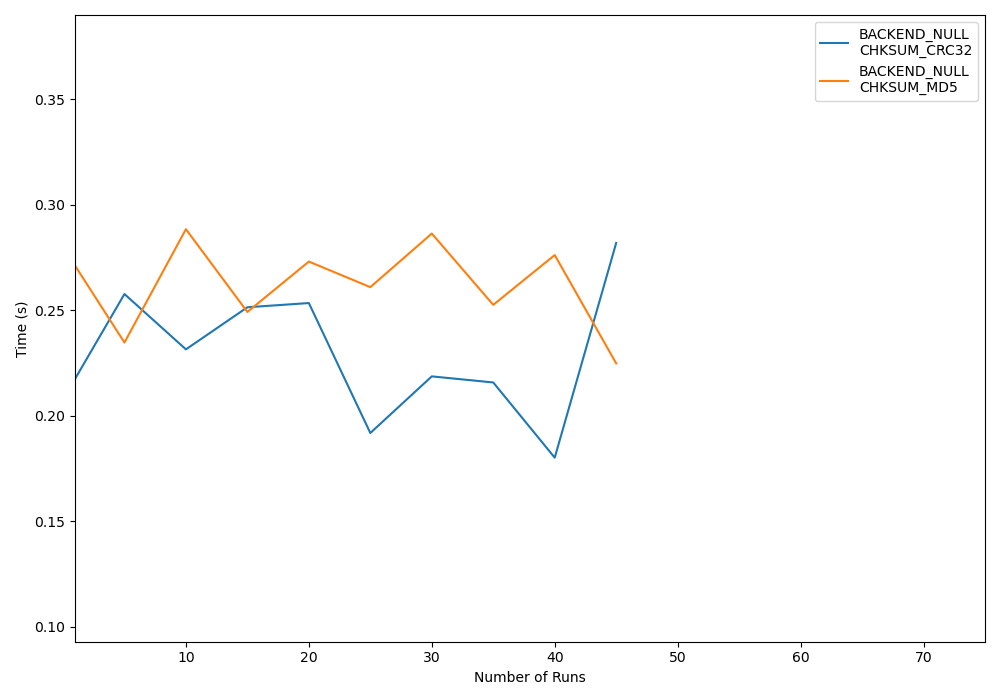 BACKEND_NULL
CHKSUM_CRC32
BACKEND_NULL
CHKSUM_MD5
Time (s)
0.35
0.30
0.25
0.20
0.15
0.10
10 20 30 40 50 60 70
Number of Runs